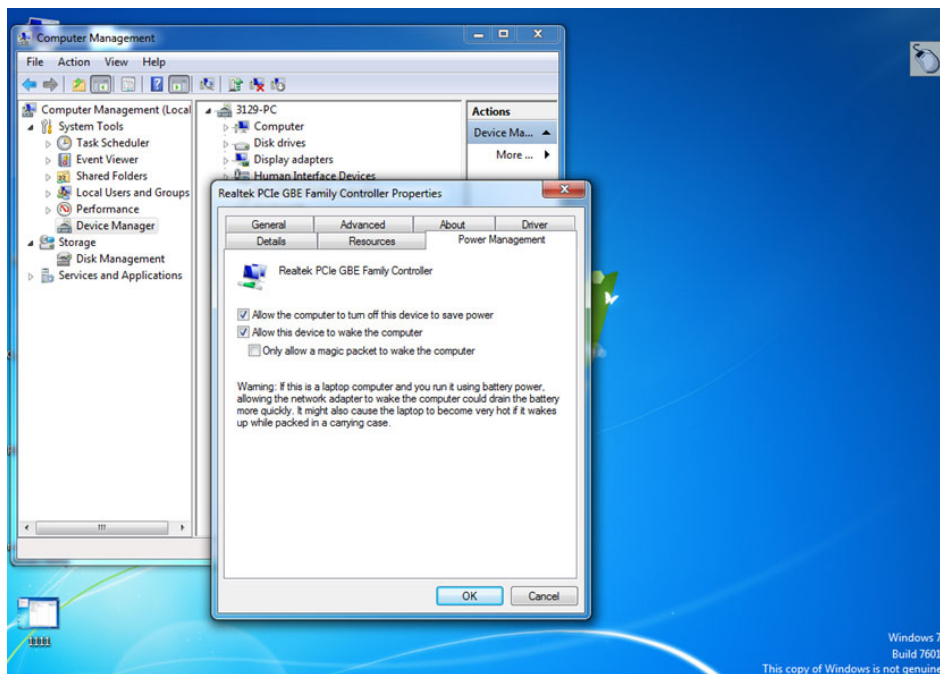 Computer Management
File Action View Help
Computer Management (Local
System Tools
Task Scheduler
Event Viewer
Shared Folders
Local Users and Groups
Performance
Device Manager
Storage
Disk Management
Services and Applications
3129-PC
Computer
Disk drives
Display adapters
Human Interface Devices
Actions
Device Ma...
More ...
Realtek PCIe GBE Family Controller Properties
General Advanced About Driver
Details Resources Power Management
Realtek PCIe GBE Family Controller
Allow the computer to turn off this device to save power
Allow this device to wake the computer
Only allow a magic packet to wake the computer
Warning: If this is a laptop computer and you run it using battery power,
allowing the network adapter to wake the computer could drain the battery
more quickly. It might also cause the laptop to become very hot if it wakes
up while packed in a carrying case.
OK Cancel
Windows 7
Build 7601
This copy of Windows is not genuine